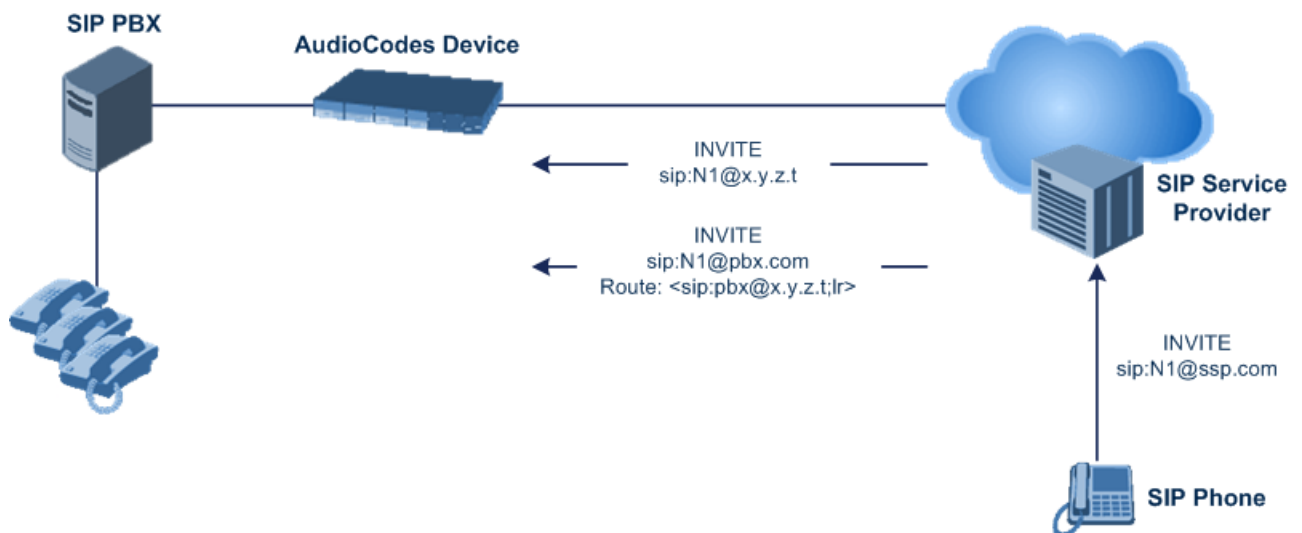 SIP PBX
AudioCodes Device
INVITE
sip:N1@x.y.z.t
SIP Service
Provider
INVITE
sip:N1@pbx.com
Route: <sip:pbx@x.y.z.t;lr>
INVITE
sip:N1@ssp.com
SIP Phone